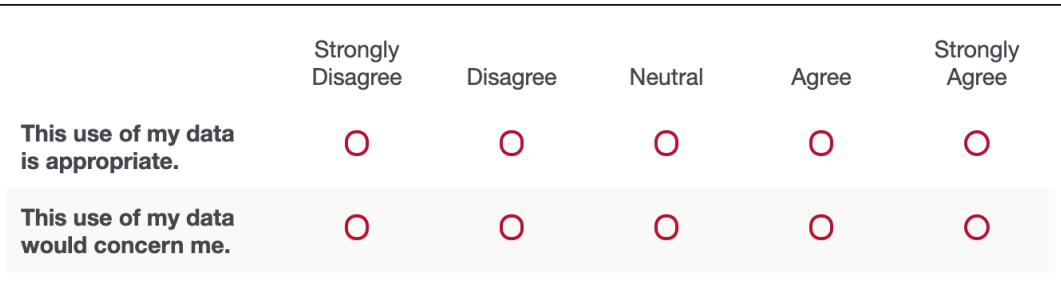 Strongly
Disagree
Disagree
Neutral
Agree
Strongly
Agree
This use of my data
is appropriate.
This use of my data
would concern me.